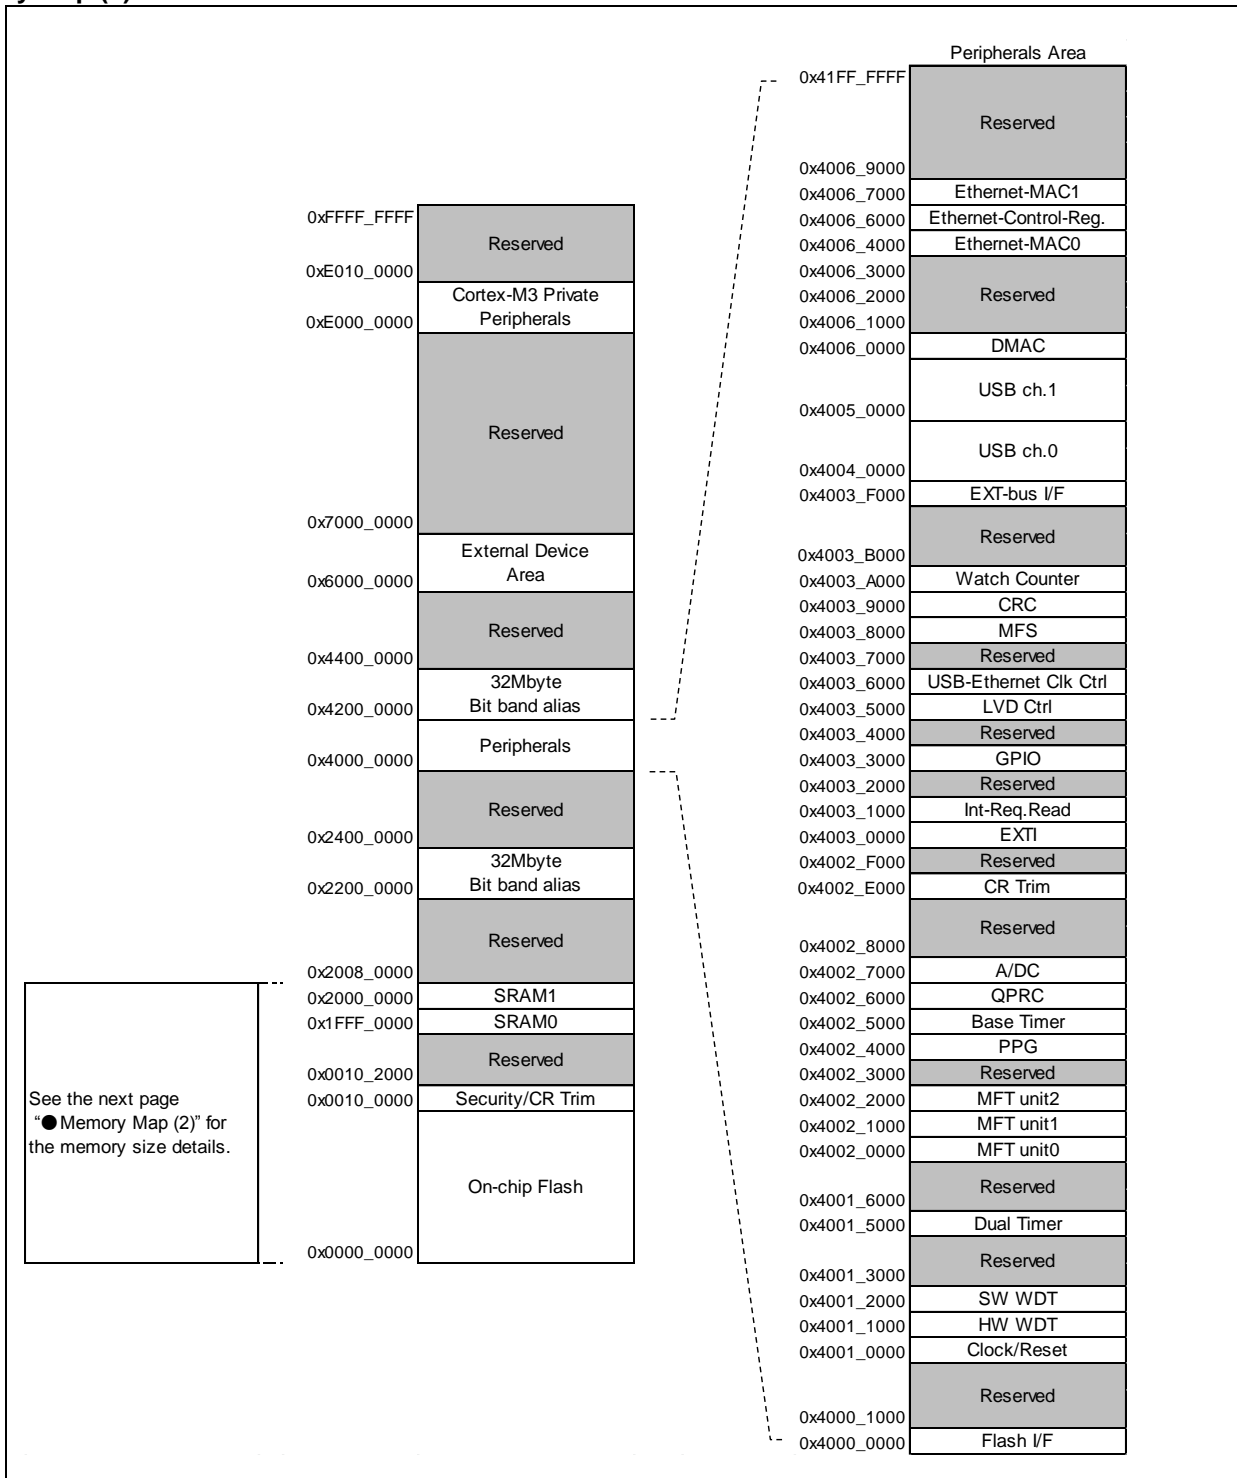 Peripherals Area
0x41FF_FFFF
Reserved
0x4006_9000
0x4006_7000 Ethernet-MAC1
0x4006_6000 Ethernet-Control-Reg.
0x4006_4000 Ethernet-MAC0
0x4006_3000
0x4006_2000 Reserved
0x4006_1000
0x4006_0000 DMAC
USB ch.1
0x4005_0000
USB ch.0
0x4004_0000
0x4003_F000 EXT-bus I/F
Reserved
0x4003_B000
0x4003_A000 Watch Counter
0x4003_9000 CRC
0x4003_8000 MFS
0x4003_7000 Reserved
0x4003_6000 USB-Ethernet Clk Ctrl
0x4003_5000 LVD Ctrl
0x4003_4000 Reserved
0x4003_3000 GPIO
0x4003_2000 Reserved
0x4003_1000 Int-Req.Read
0x4003_0000 EXTI
0x4002_F000 Reserved
0x4002_E000 CR Trim
Reserved
0x4002_8000
0x4002_7000 A/DC
0x4002_6000 QPRC
0x4002_5000 Base Timer
0x4002_4000 PPG
0x4002_3000 Reserved
0x4002_2000 MFT unit2
0x4002_1000 MFT unit1
0x4002_0000 MFT unit0
Reserved
0x4001_6000
0x4001_5000 Dual Timer
Reserved
0x4001_3000
0x4001_2000 SW WDT
0x4001_1000 HW WDT
0x4001_0000 Clock/Reset
Reserved
0x4000_1000
0x4000_0000 Flash I/F
0xFFFF_FFFF
Reserved
0xE010_0000
Cortex-M3 Private
0xE000_0000 Peripherals
Reserved
0x7000_0000
External Device
0x6000_0000 Area
Reserved
0x4400_0000
32Mbyte
0x4200_0000 Bit band alias
Peripherals
0x4000_0000
Reserved
0x2400_0000
32Mbyte
0x2200_0000 Bit band alias
Reserved
0x2008_0000
0x2000_0000 SRAM1
0x1FFF_0000 SRAM0
Reserved
0x0010_2000
0x0010_0000 Security/CR Trim
On-chip Flash
0x0000_0000
See the next page
“●Memory Map (2)” for
the memory size details.